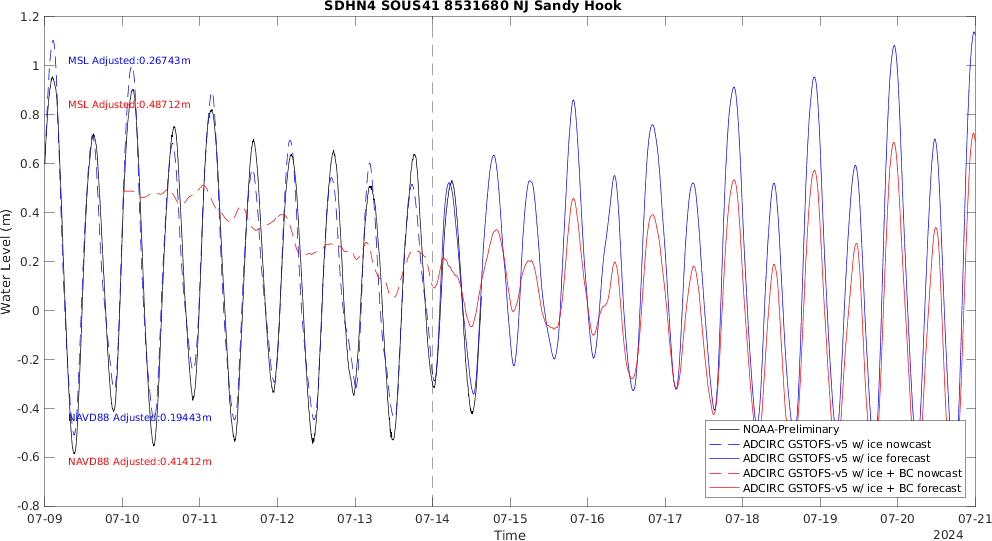 SDHN4 SOUS41 8531680 NJ Sandy Hook
1.2
1
0.8
0.6
0.4
0.2
0
-0.2
-0.4
-0.6
-0.8
Water Level (m)
MSL Adjusted:0.26743m
MSL Adjusted:0.48712m
NAVD88 Adjusted:0.19443m
NAVD88 Adjusted:0.41412m
NOAA-Preliminary
ADCIRC GSTOFS-v5 w/ ice nowcast
ADCIRC GSTOFS-v5 w/ ice forecast
ADCIRC GSTOFS-v5 w/ ice + BC nowcast
ADCIRC GSTOFS-v5 w/ ice + BC forecast
07-09 07-10 07-11 07-12 07-13 07-14 07-15 07-16 07-17 07-18 07-19 07-20 07-21
Time
2024